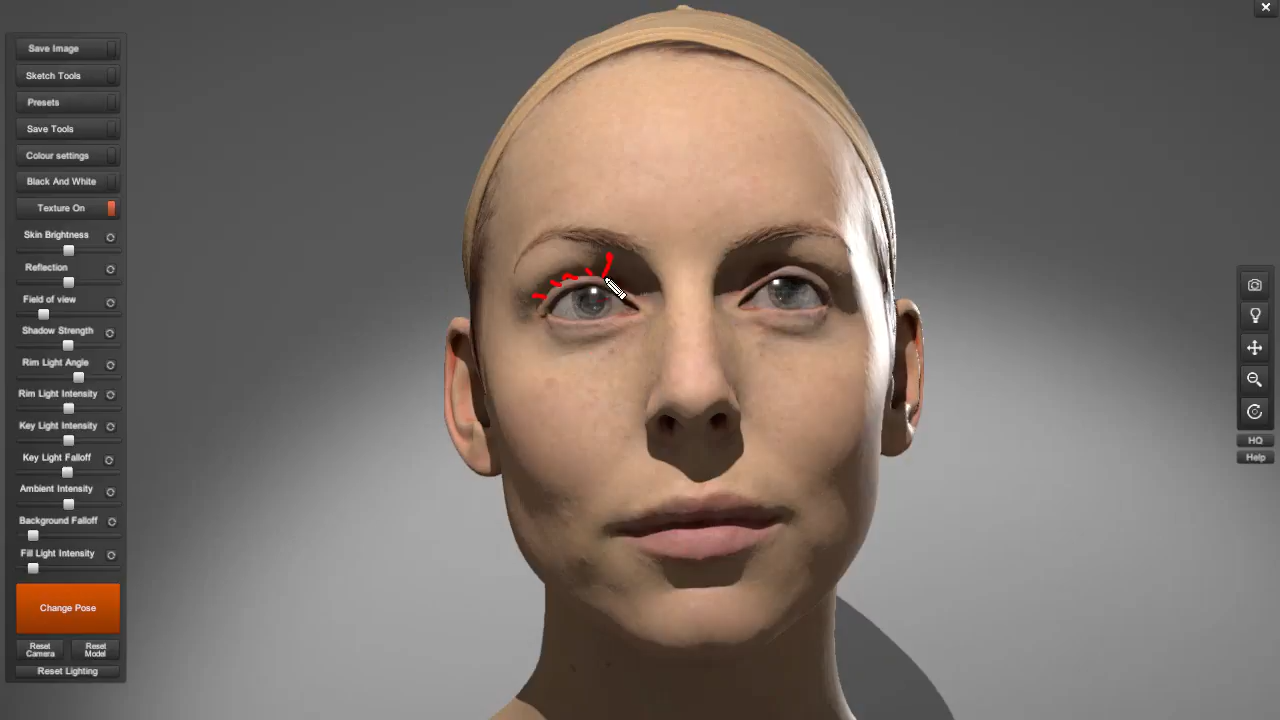 Save Image
Sketch Tools
Presets
Save Tools
Colour settings
Black And White
Texture On
Skin Brightness
Reflection
Field of view
Shadow Strength
Rim Light Angle
Rim Light Intensity
Key Light Intensity
Key Light Falloff
Ambient Intensity
Background Falloff
Fill Light Intensity
Change Pose
Reset Camera
Reset Model
Reset Lighting
HQ
Help